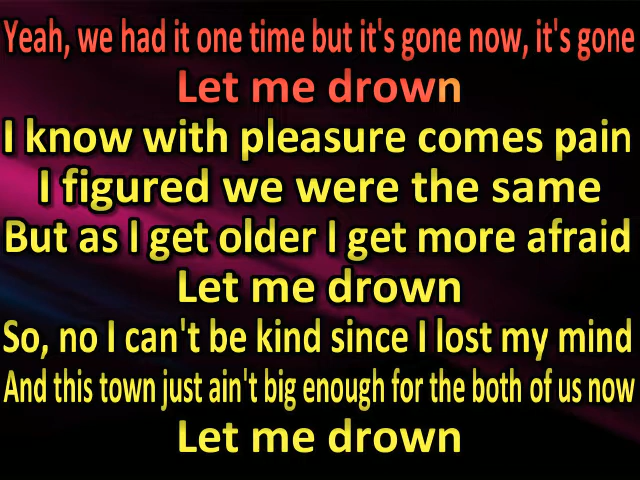 Yeah, we had it one time but it's gone now, it's gone
Let me drown
I know with pleasure comes pain
I figured we were the same
But as I get older I get more afraid
Let me drown
So, no I can't be kind since I lost my mind
And this town just ain't big enough for the both of us now
Let me drown